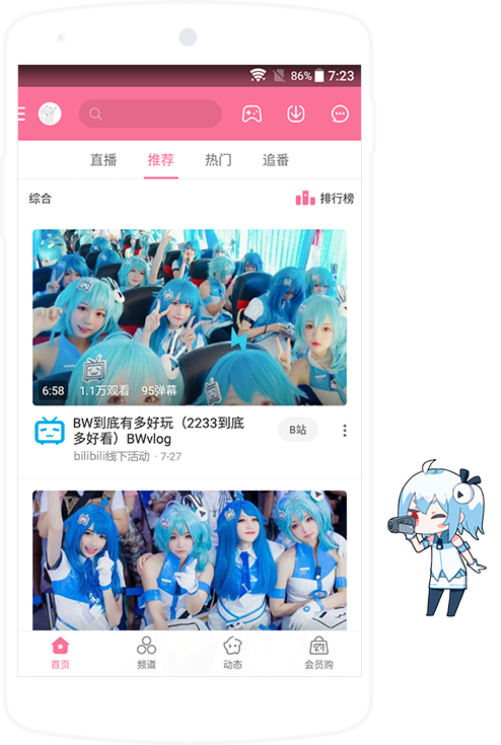 86% 7:23
直播 推荐 热门 追番
综合 排行榜
6:58 1.1万观看 95弹幕
BW到底有多好玩（2233到底
多好看）BWvlog
B站
bilibili线下活动 · 7-27
首页 频道 动态 会员购